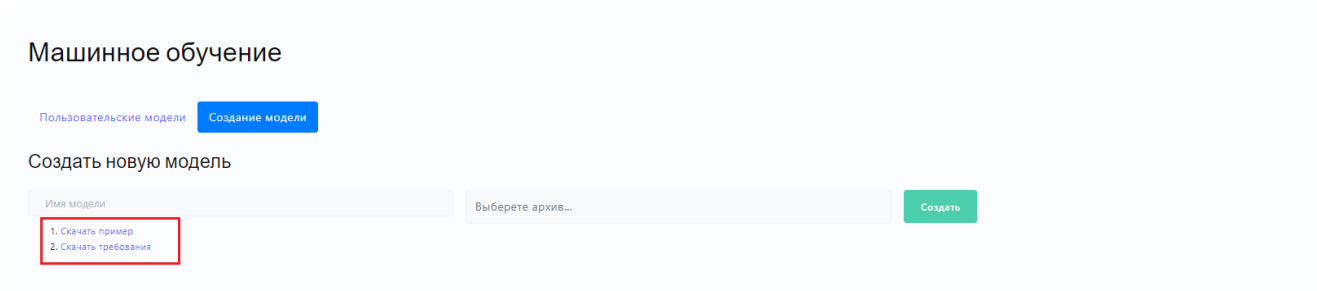 Машинное обучение
Пользовательские модели Создание модели
Создать новую модель
Имя модели Выберете архив... Создать
1. Скачать пример
2. Скачать требования